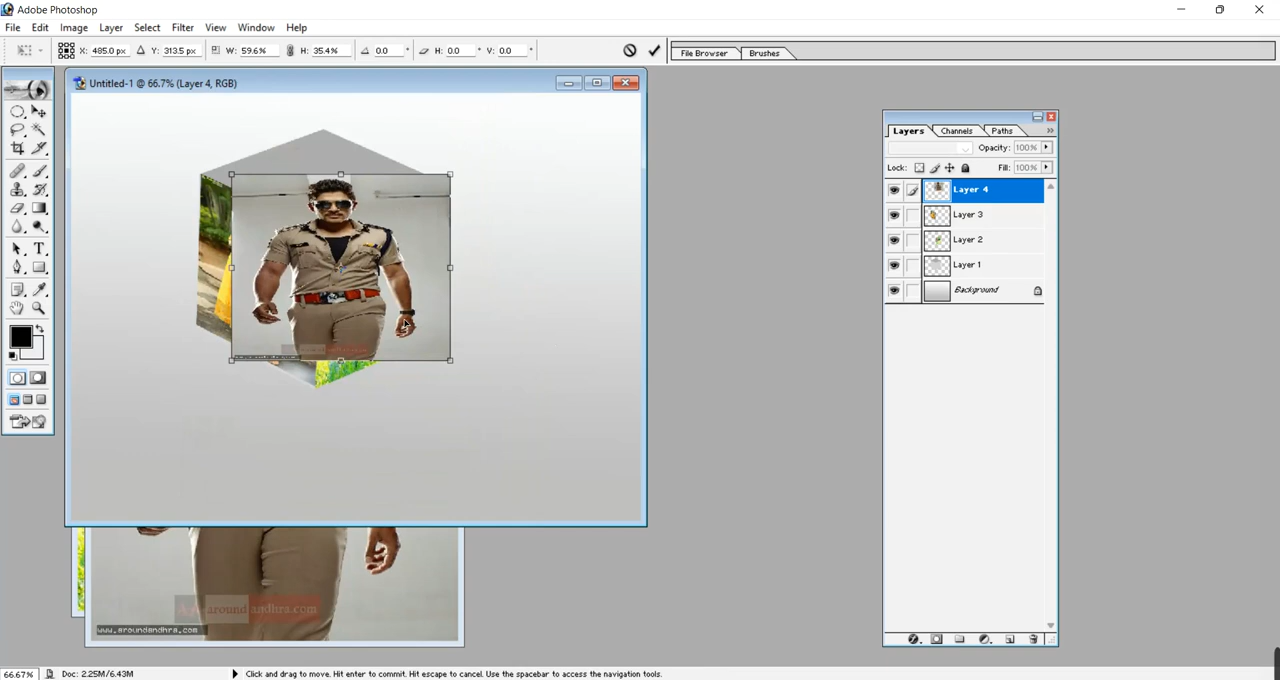 Adobe Photoshop
File Edit Image Layer Select Filter View Window Help
X: 485.0 px Y: 313.5 px W: 59.6% H: 35.4% 0.0 ° H: 0.0 ° V: 0.0 °
File Browser Brushes
Untitled-1 @ 66.7% (Layer 4, RGB)
Layers Channels Paths
Opacity: 100%
Lock: Fill: 100%
Layer 4
Layer 3
Layer 2
Layer 1
Background
aroundandhra.com
www.aroundandhra.com
66.67% Doc: 2.25M/6.43M Click and drag to move. Hit enter to commit. Hit escape to cancel. Use the spacebar to access the navigation tools.